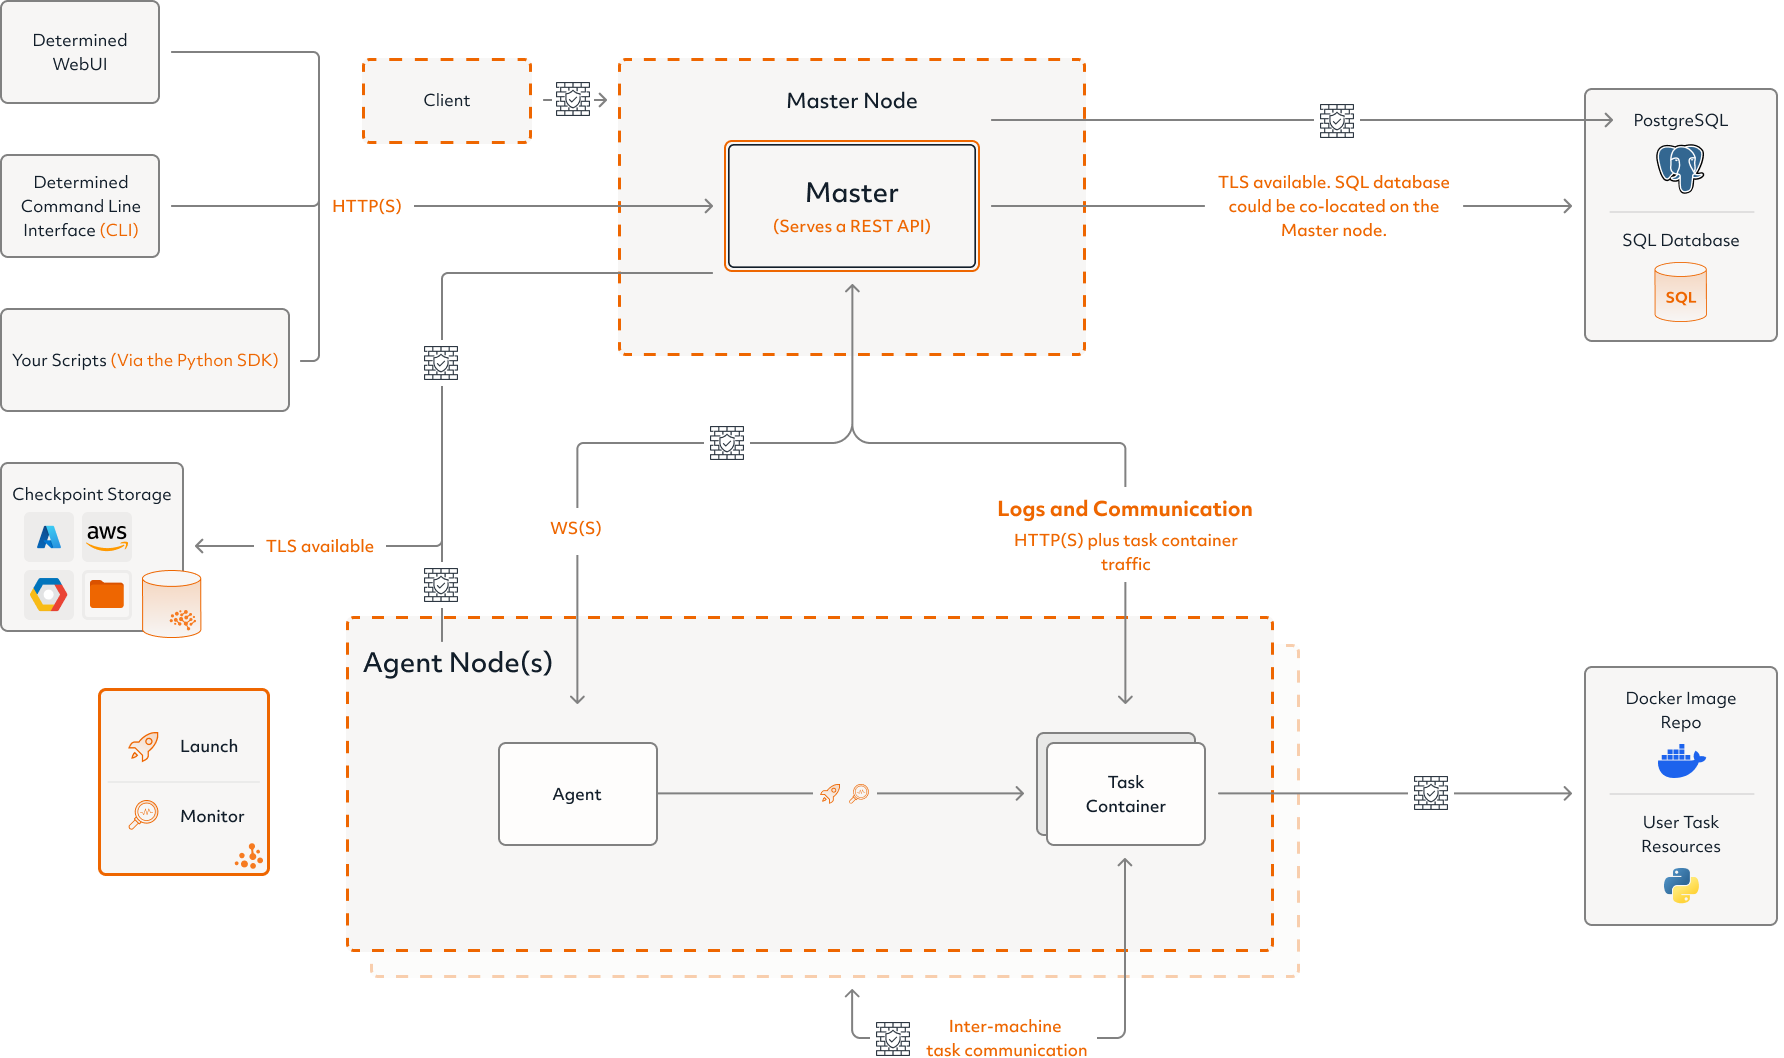 Determined
WebUI
Determined
Command Line
Interface (CLI)
Your Scripts (Via the Python SDK)
HTTP(S)
Client
Master Node
Master
(Serves a REST API)
TLS available. SQL database
could be co-located on the
Master node.
PostgreSQL
SQL Database
SQL
Checkpoint Storage
aws
TLS available
WS(S)
Logs and Communication
HTTP(S) plus task container
traffic
Launch
Monitor
Agent Node(s)
Agent
Task
Container
Docker Image
Repo
User Task
Resources
Inter-machine
task communication